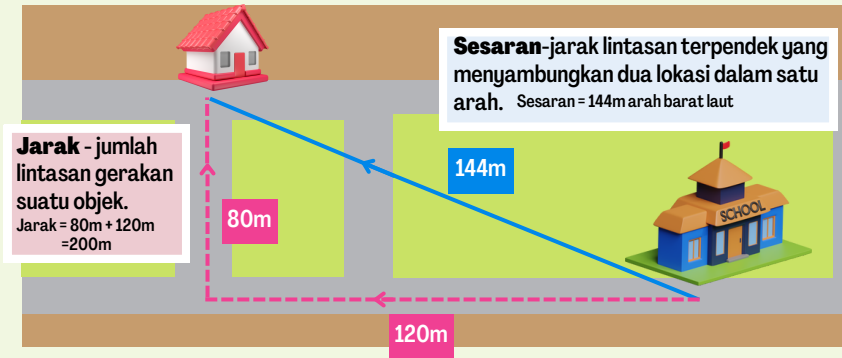 Sesaran-jarak lintasan terpendek yang
menyambungkan dua lokasi dalam satu
arah. Sesaran = 144m arah barat laut
Jarak - jumlah
lintasan gerakan
suatu objek.
Jarak = 80m + 120m
=200m
144m
80m
SCHOOL
120m